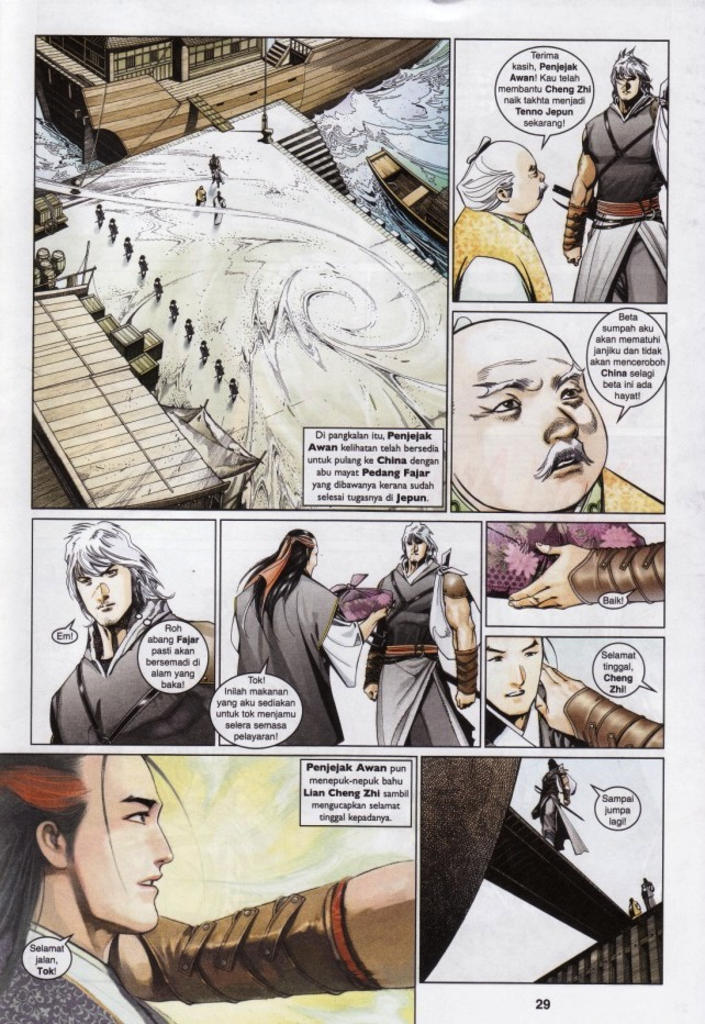 Di pangkalan itu, Penjejak
Awan kelihatan telah bersedia
untuk pulang ke China dengan
abu mayat Pedang Fajar
yang dibawanya kerana sudah
selesai tugasnya di Jepun.
Terima
kasih, Penjejak
Awan! Kau telah
membantu Cheng Zhi
naik takhta menjadi
Tenno Jepun
sekarang!
Beta
sumpah aku
akan mematuhi
janjiku dan tidak
akan menceroboh
China selagi
beta ini ada
hayat!
Em!
Roh
abang Fajar
pasti akan
bersemadi di
alam yang
baka!
Tok!
Inilah makanan
yang aku sediakan
untuk tok menjamu
selera semasa
pelayaran!
Baik!
Selamat
tinggal,
Cheng
Zhi!
Penjejak Awan pun
menepuk-nepuk bahu
Lian Cheng Zhi sambil
mengucapkan selamat
tinggal kepadanya.
Selamat
jalan,
Tok!
Sampai
jumpa
lagi!
29